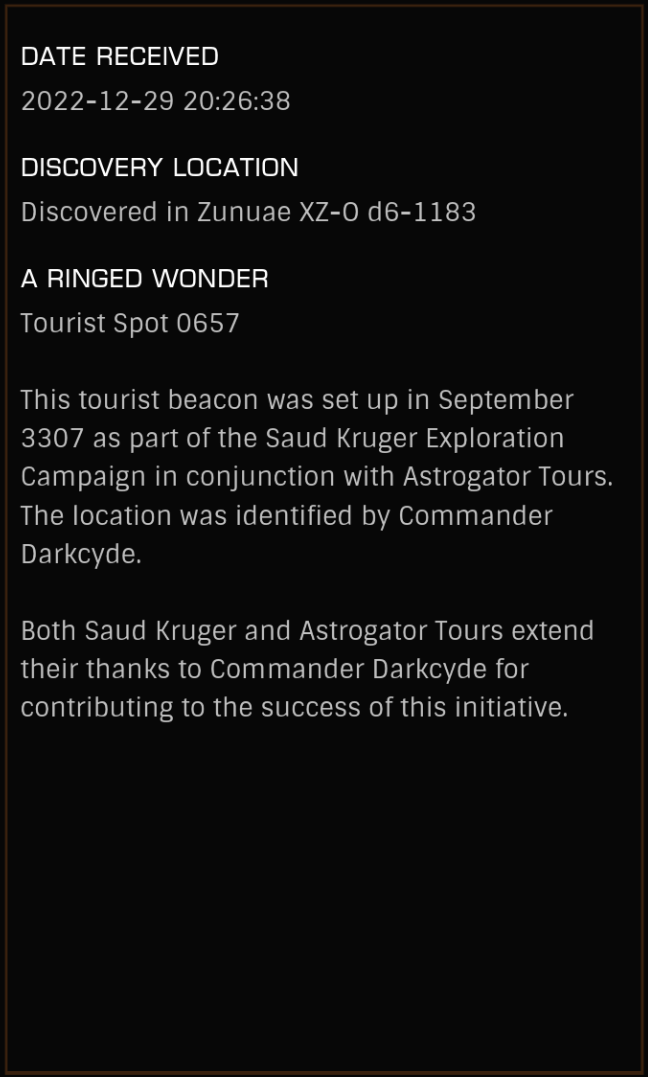 DATE RECEIVED
2022-12-29 20:26:38
DISCOVERY LOCATION
Discovered in Zunuae XZ-O d6-1183
A RINGED WONDER
Tourist Spot 0657
This tourist beacon was set up in September
3307 as part of the Saud Kruger Exploration
Campaign in conjunction with Astrogator Tours.
The location was identified by Commander
Darkcyde.
Both Saud Kruger and Astrogator Tours extend
their thanks to Commander Darkcyde for
contributing to the success of this initiative.